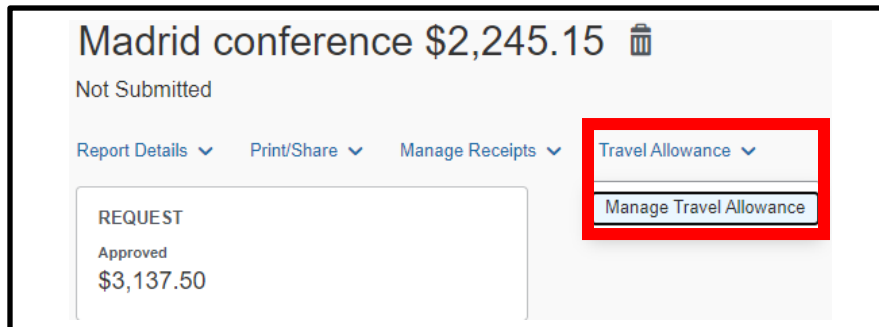 Madrid conference $2,245.15
Not Submitted
Report Details Print/Share Manage Receipts Travel Allowance
Manage Travel Allowance
REQUEST
Approved
$3,137.50